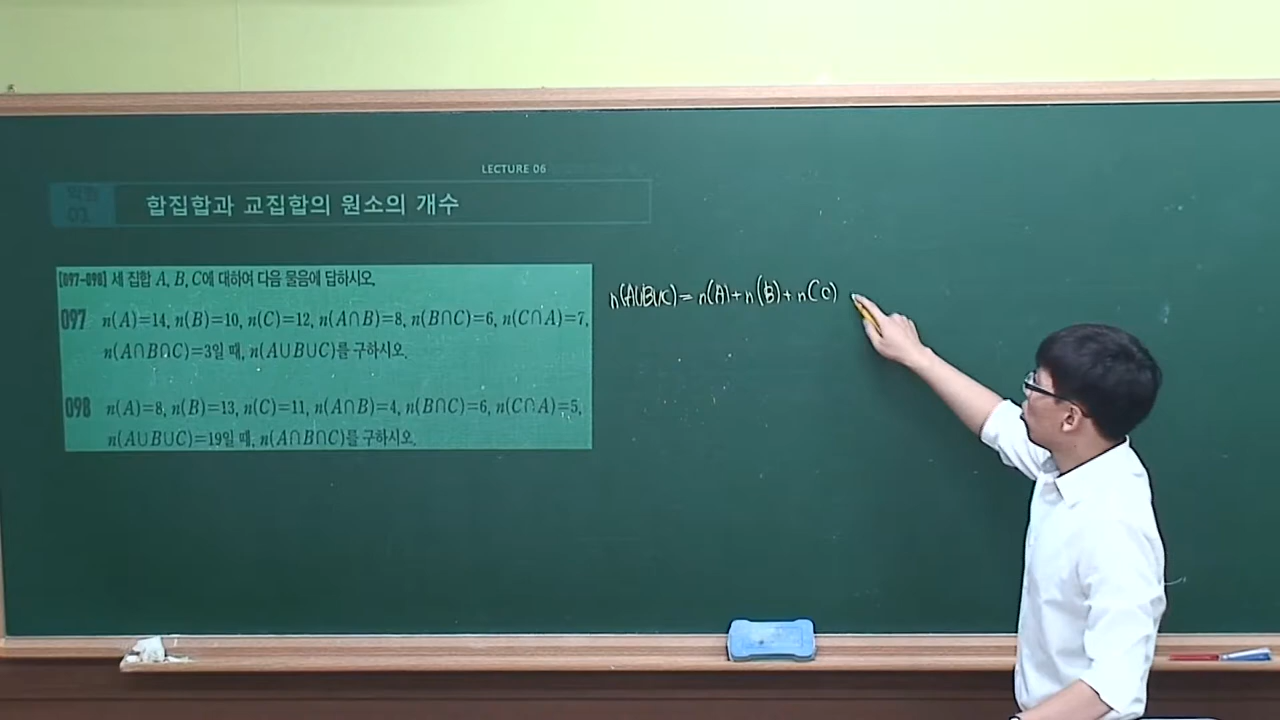 LECTURE 06
유형
03.
합집합과 교집합의 원소의 개수
[097-098] 세 집합 A, B, C에 대하여 다음 물음에 답하시오.
097 n(A)=14, n(B)=10, n(C)=12, n(A∩B)=8, n(B∩C)=6, n(C∩A)=7,
n(A∩B∩C)=3일 때, n(A∪B∪C)를 구하시오.
098 n(A)=8, n(B)=13, n(C)=11, n(A∩B)=4, n(B∩C)=6, n(C∩A)=5,
n(A∪B∪C)=19일 때, n(A∩B∩C)를 구하시오.
n(A∪B∪C)=n(A)+n(B)+n(C)